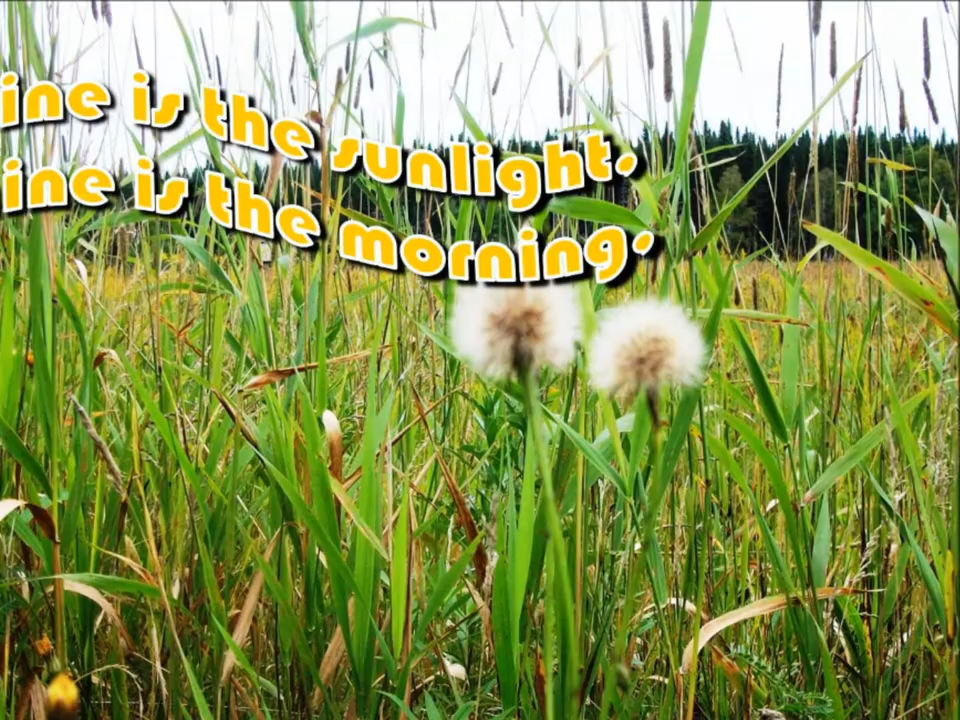 ine is the sunlight,
ine is the morning,